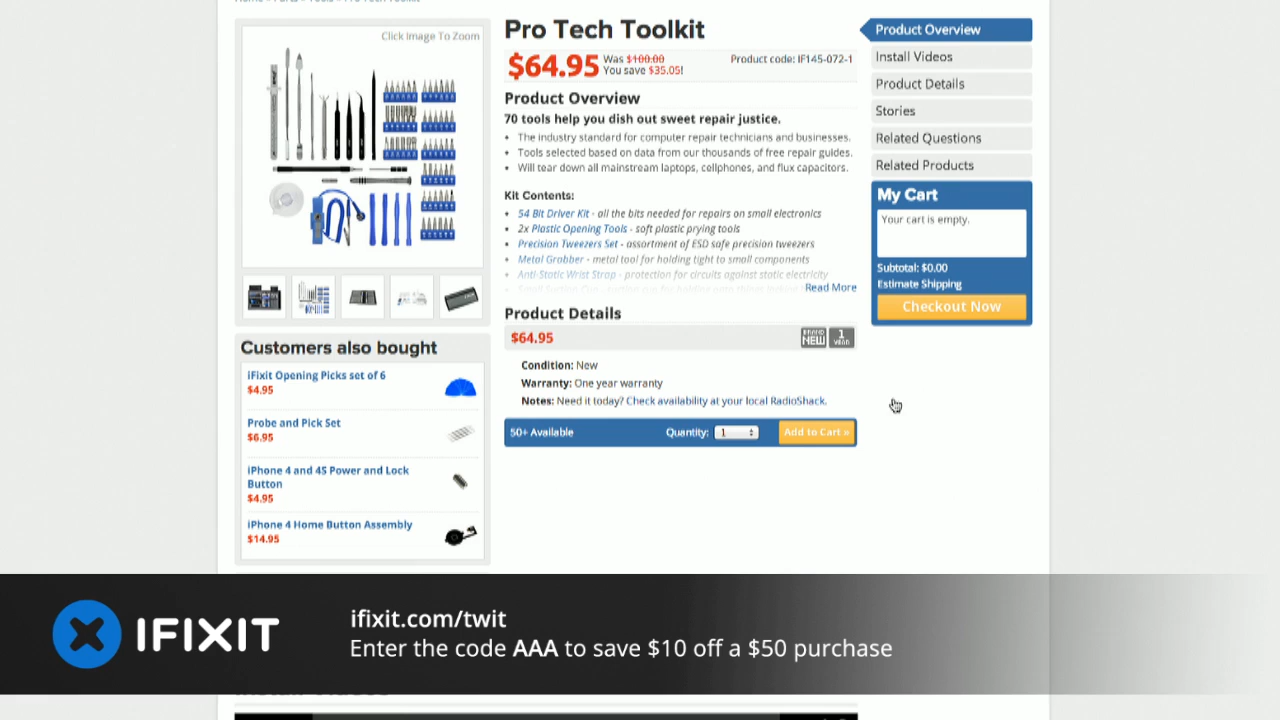 Home » Parts » Tools » Pro Tech Toolkit
Click Image To Zoom
Pro Tech Toolkit
$64.95
Was $100.00
You save $35.05!
Product code: IF145-072-1
Product Overview
70 tools help you dish out sweet repair justice.
• The industry standard for computer repair technicians and businesses.
• Tools selected based on data from our thousands of free repair guides.
• Will tear down all mainstream laptops, cellphones, and flux capacitors.
Kit Contents:
• 54 Bit Driver Kit - all the bits needed for repairs on small electronics
• 2x Plastic Opening Tools - soft plastic prying tools
• Precision Tweezers Set - assortment of ESD safe precision tweezers
• Metal Grabber - metal tool for holding tight to small components
• Anti-Static Wrist Strap - protection for circuits against static electricity
Read More
Product Details
$64.95
BRAND NEW
1 YEAR
Condition: New
Warranty: One year warranty
Notes: Need it today? Check availability at your local RadioShack.
50+ Available
Quantity: 1
Add to Cart »
Customers also bought
iFixit Opening Picks set of 6
$4.95
Probe and Pick Set
$6.95
iPhone 4 and 4S Power and Lock
Button
$4.95
iPhone 4 Home Button Assembly
$14.95
Product Overview
Install Videos
Product Details
Stories
Related Questions
Related Products
My Cart
Your cart is empty.
Subtotal: $0.00
Estimate Shipping
Checkout Now
IFIXIT
ifixit.com/twit
Enter the code AAA to save $10 off a $50 purchase